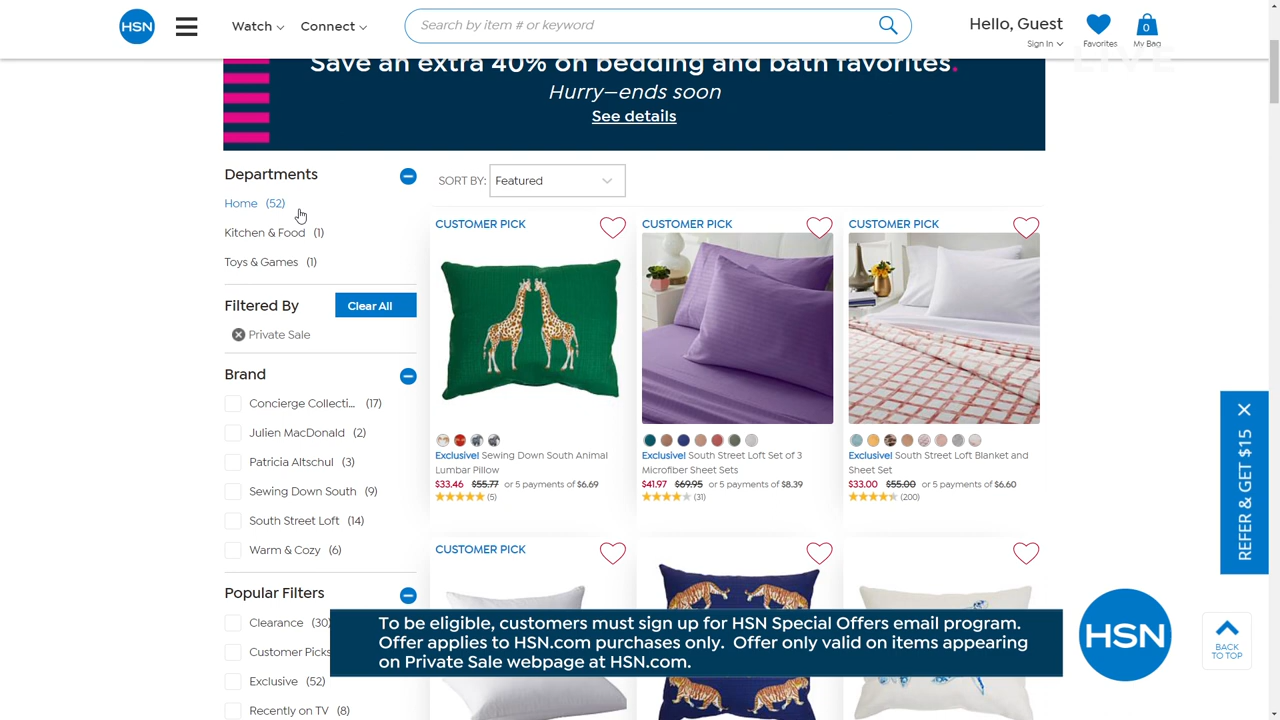 HSN
Watch
Connect
Search by item # or keyword
Hello, Guest
Sign In
Favorites
0
My Bag
LIVE
Save an extra 40% on bedding and bath favorites.
Hurry—ends soon
See details
Departments
Home (52)
Kitchen & Food (1)
Toys & Games (1)
Filtered By
Clear All
Private Sale
Brand
Concierge Collecti... (17)
Julien MacDonald (2)
Patricia Altschul (3)
Sewing Down South (9)
South Street Loft (14)
Warm & Cozy (6)
Popular Filters
Clearance (30)
Customer Picks
Exclusive (52)
Recently on TV (8)
SORT BY: Featured
CUSTOMER PICK
Exclusive! Sewing Down South Animal
Lumbar Pillow
$33.46 $55.77 or 5 payments of $6.69
(5)
CUSTOMER PICK
Exclusive! South Street Loft Set of 3
Microfiber Sheet Sets
$41.97 $69.95 or 5 payments of $8.39
(31)
CUSTOMER PICK
Exclusive! South Street Loft Blanket and
Sheet Set
$33.00 $55.00 or 5 payments of $6.60
(200)
CUSTOMER PICK
REFER & GET $15
To be eligible, customers must sign up for HSN Special Offers email program.
Offer applies to HSN.com purchases only. Offer only valid on items appearing
on Private Sale webpage at HSN.com.
HSN
BACK
TO TOP